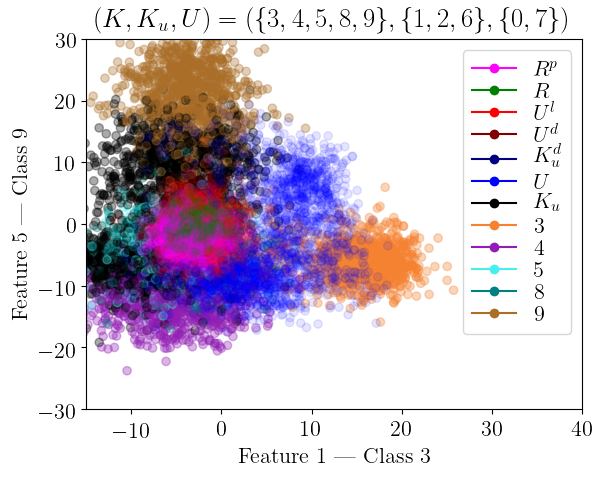 (K, K_u, U) = ({3, 4, 5, 8, 9}, {1, 2, 6}, {0, 7})
30
20
10
0
−10
−20
−30
Feature 5 — Class 9
−10
0
10
20
30
40
Feature 1 — Class 3
R^p
R
U^l
U^d
K_u^d
U
K_u
3
4
5
8
9